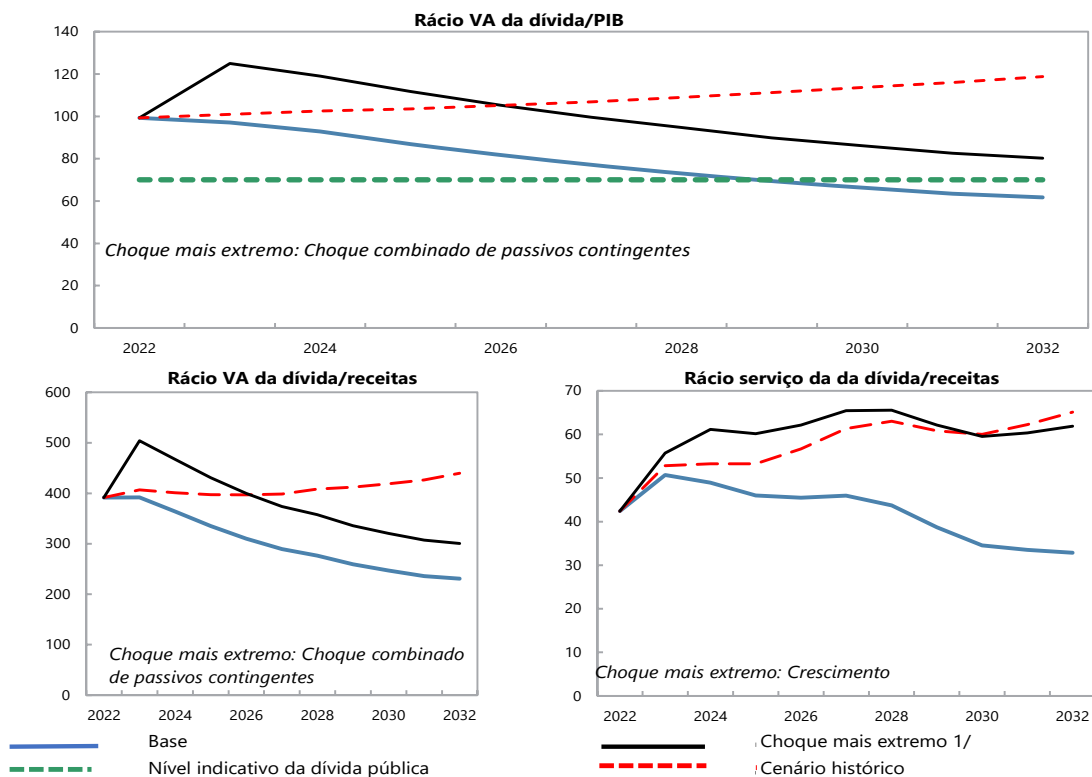 Rácio VA da dívida/PIB
140
120
100
80
60
40
20
0
Choque mais extremo: Choque combinado de passivos contingentes
2022 2024 2026 2028 2030 2032
Rácio VA da dívida/receitas
600
500
400
300
200
100
0
Choque mais extremo: Choque combinado
de passivos contingentes
2022 2024 2026 2028 2030 2032
Rácio serviço da da dívida/receitas
70
60
50
40
30
20
10
0
Choque mais extremo: Crescimento
2022 2024 2026 2028 2030 2032
Base
Nível indicativo da dívida pública
Choque mais extremo 1/
Cenário histórico